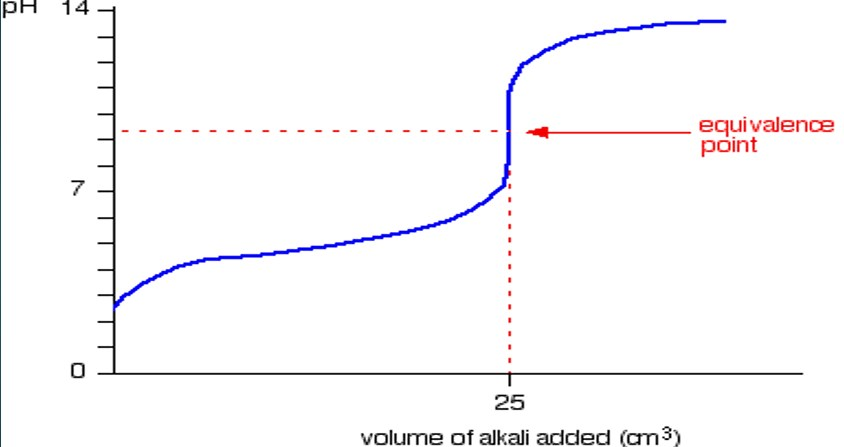 pH 14
equivalence
point
7
0
25
volume of alkali added (cm³)